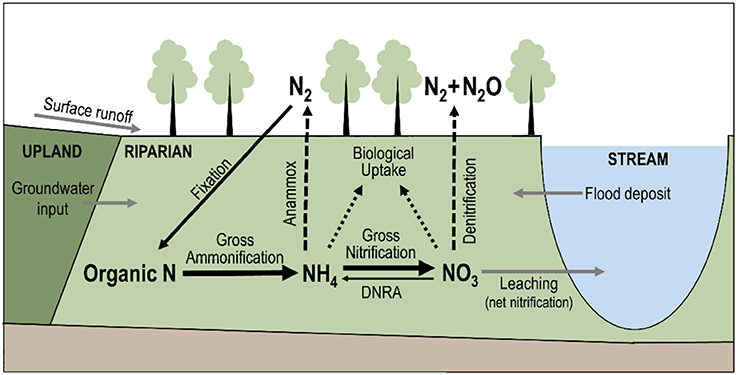 N2
N2+N2O
Surface runoff
UPLAND
RIPARIAN
STREAM
Biological
Uptake
Fixation
Anammox
Denitrification
Groundwater
input
Flood deposit
Gross
Ammonification
Gross
Nitrification
Organic N
NH4
NO3
DNRA
Leaching
(net nitrification)